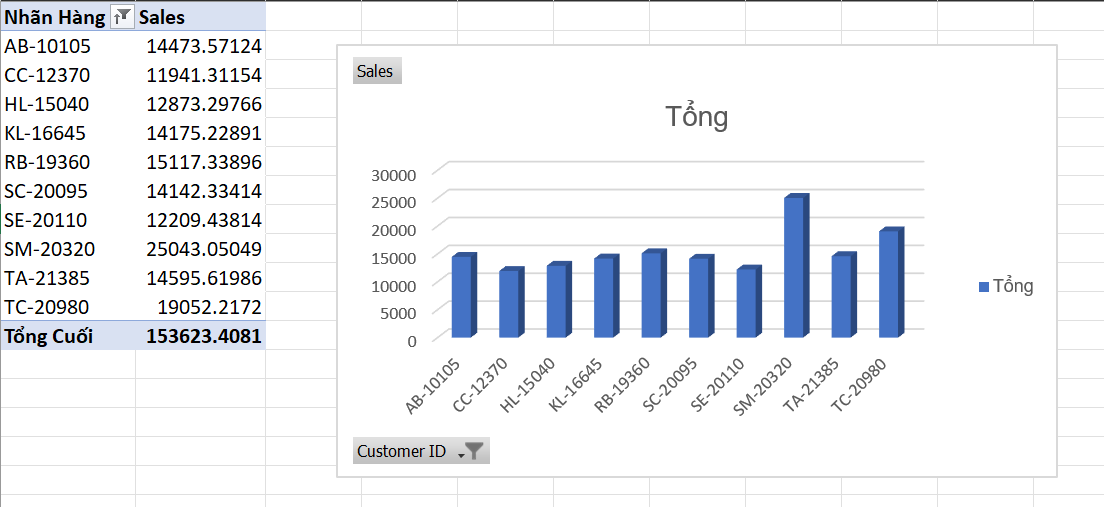 Nhãn Hàng Sales
AB-10105 14473.57124
CC-12370 11941.31154
HL-15040 12873.29766
KL-16645 14175.22891
RB-19360 15117.33896
SC-20095 14142.33414
SE-20110 12209.43814
SM-20320 25043.05049
TA-21385 14595.61986
TC-20980 19052.2172
Tổng Cuối 153623.4081
Sales
Tổng
30000
25000
20000
15000
10000
5000
0
AB-10105 CC-12370 HL-15040 KL-16645 RB-19360 SC-20095 SE-20110 SM-20320 TA-21385 TC-20980
Tổng
Customer ID